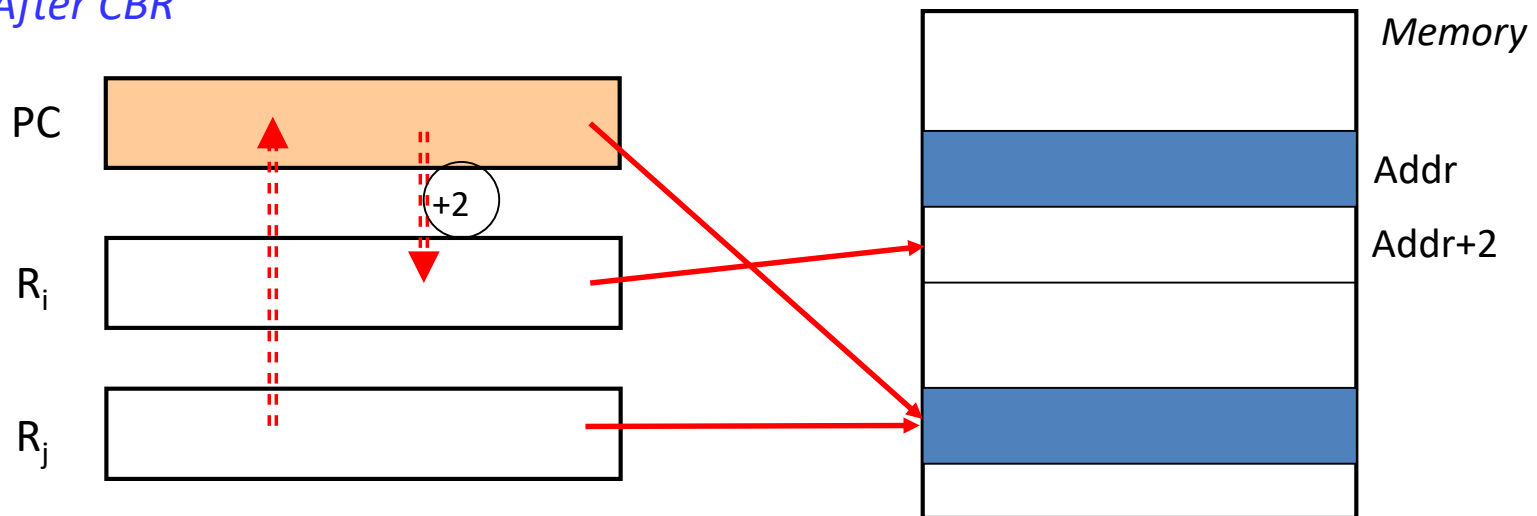 After CBR
Memory
PC
Addr
+2
Addr+2
Ri
Rj